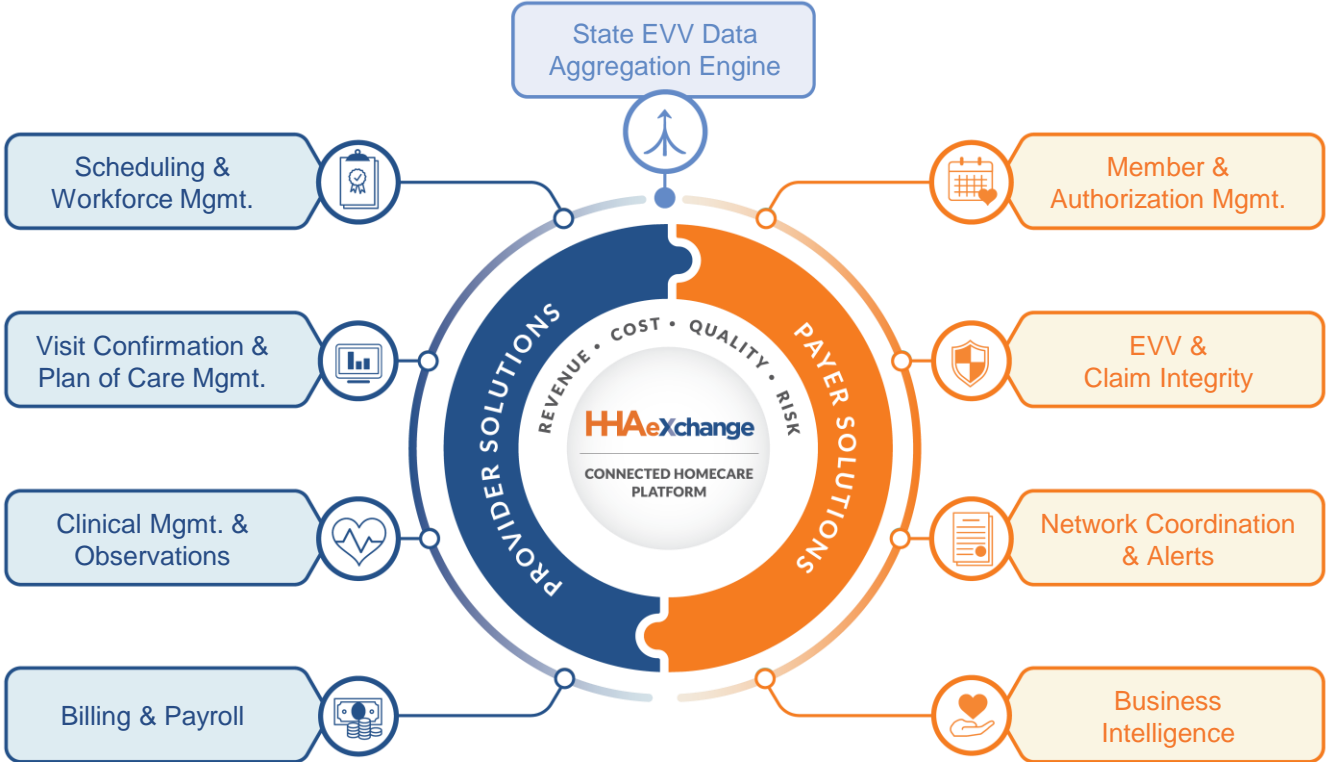 State EVV Data
Aggregation Engine
Scheduling &
Workforce Mgmt.
Visit Confirmation &
Plan of Care Mgmt.
Clinical Mgmt. &
Observations
Billing & Payroll
PROVIDER SOLUTIONS
REVENUE • COST • QUALITY • RISK
HHAeXchange
CONNECTED HOMECARE
PLATFORM
PAYER SOLUTIONS
Member &
Authorization Mgmt.
EVV &
Claim Integrity
Network Coordination
& Alerts
Business
Intelligence